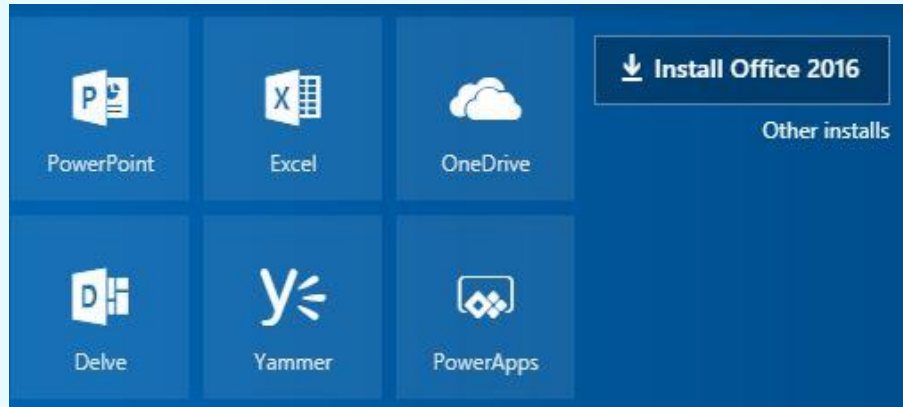 Install Office 2016
Other installs
PowerPoint
Excel
OneDrive
Delve
Yammer
PowerApps